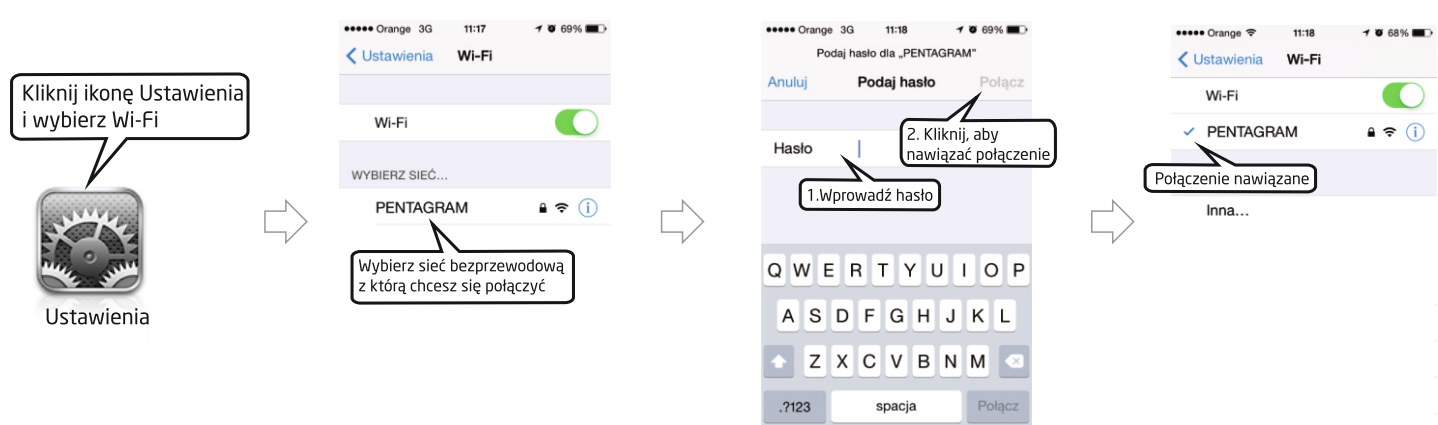 Kliknij ikonę Ustawienia
i wybierz Wi-Fi
Ustawienia
Orange 3G 11:17 69%
Ustawienia Wi-Fi
Wi-Fi
WYBIERZ SIEĆ...
PENTAGRAM
Wybierz sieć bezprzewodową
z którą chcesz się połączyć
Orange 3G 11:18 69%
Podaj hasło dla „PENTAGRAM”
Anuluj Podaj hasło Połącz
2. Kliknij, aby
nawiązać połączenie
Hasło
1.Wprowadź hasło
Q W E R T Y U I O P
A S D F G H J K L
Z X C V B N M
.?123 spacja Połącz
Orange 11:18 68%
Ustawienia Wi-Fi
Wi-Fi
PENTAGRAM
Połączenie nawiązane
Inna...